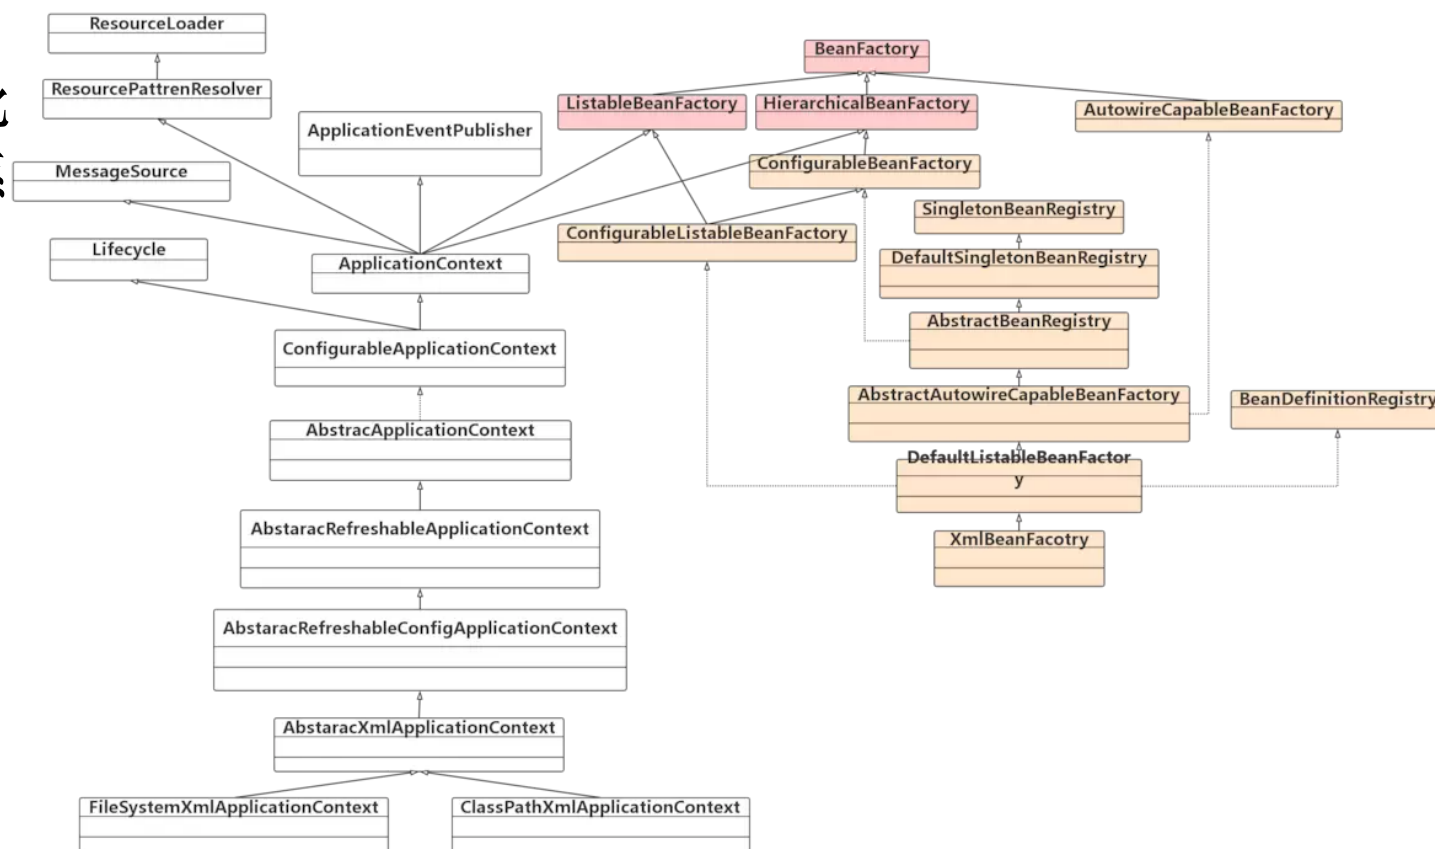 ResourceLoader
BeanFactory
ResourcePattrenResolver
ListableBeanFactory
HierarchicalBeanFactory
AutowireCapableBeanFactory
ApplicationEventPublisher
MessageSource
ConfigurableBeanFactory
SingletonBeanRegistry
ConfigurableListableBeanFactory
Lifecycle
DefaultSingletonBeanRegistry
ApplicationContext
AbstractBeanRegistry
ConfigurableApplicationContext
AbstractAutowireCapableBeanFactory
BeanDefinitionRegistry
AbstracApplicationContext
DefaultListableBeanFactor
y
AbstaracRefreshableApplicationContext
XmlBeanFacotry
AbstaracRefreshableConfigApplicationContext
AbstaracXmlApplicationContext
FileSystemXmlApplicationContext
ClassPathXmlApplicationContext